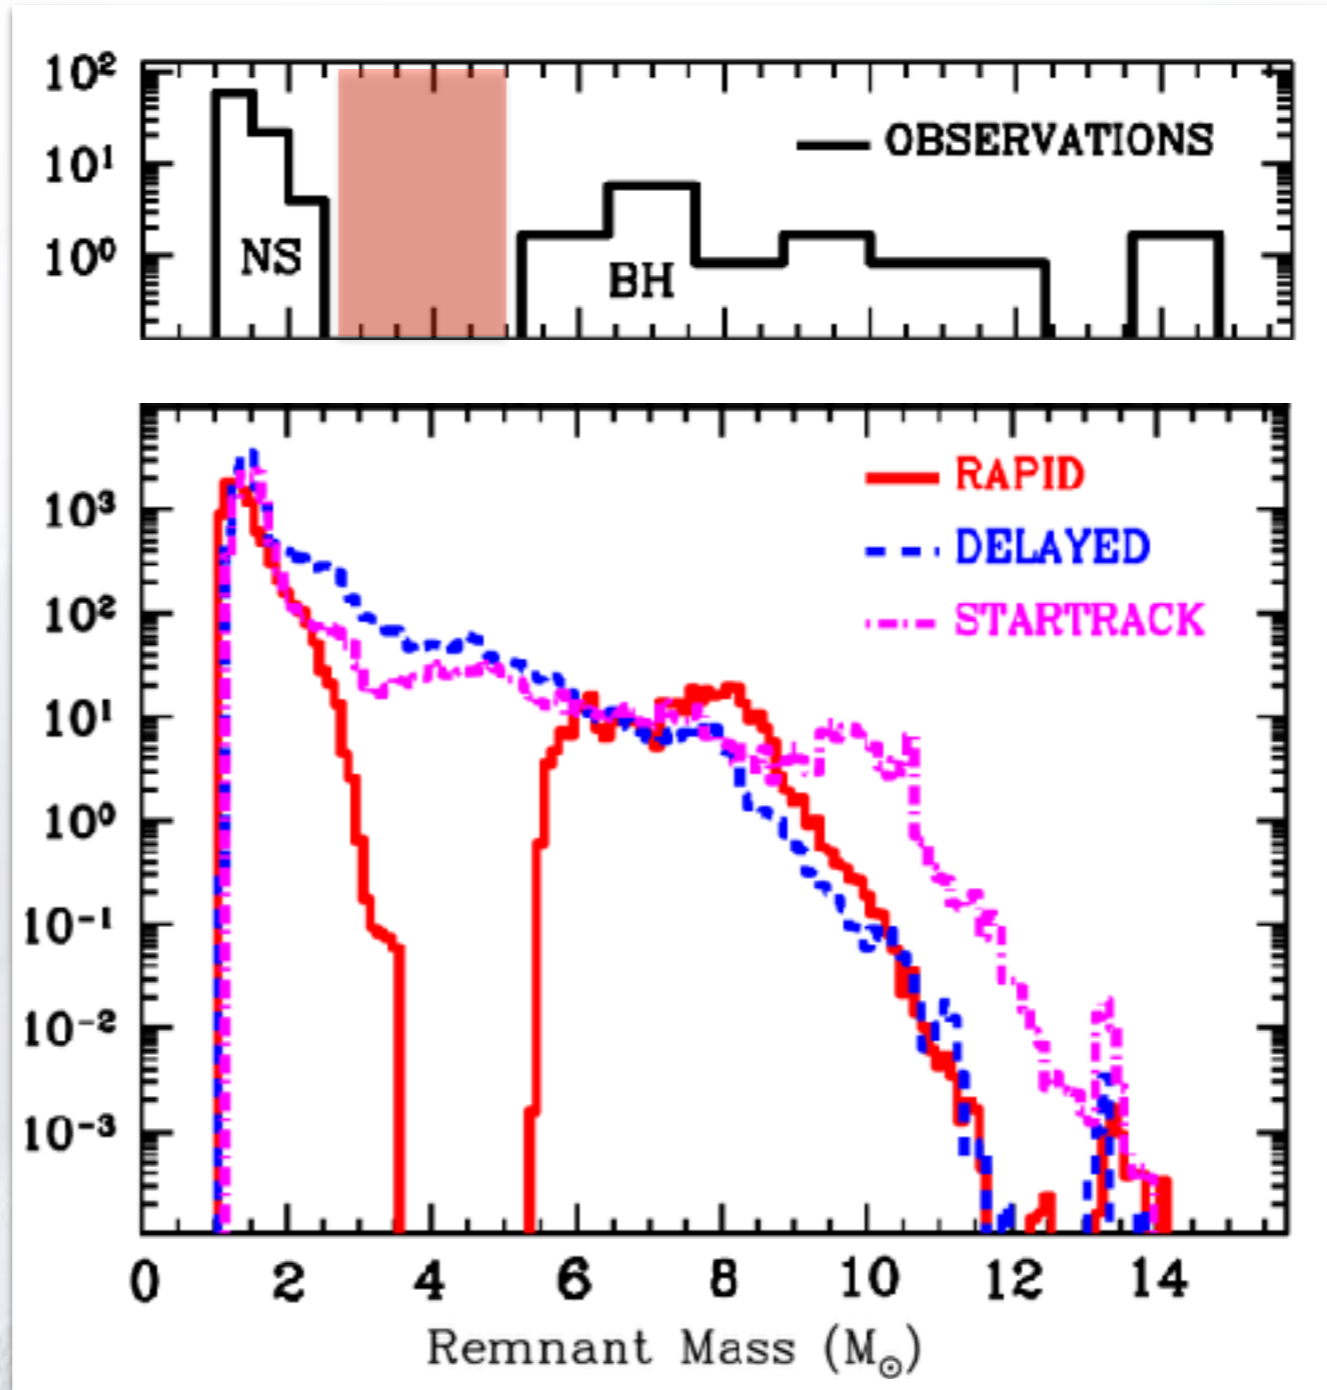 10²
10¹
10⁰
OBSERVATIONS
NS
BH
10³
10²
10¹
10⁰
10⁻¹
10⁻²
10⁻³
RAPID
DELAYED
STARTRACK
0 2 4 6 8 10 12 14
Remnant Mass (M☉)